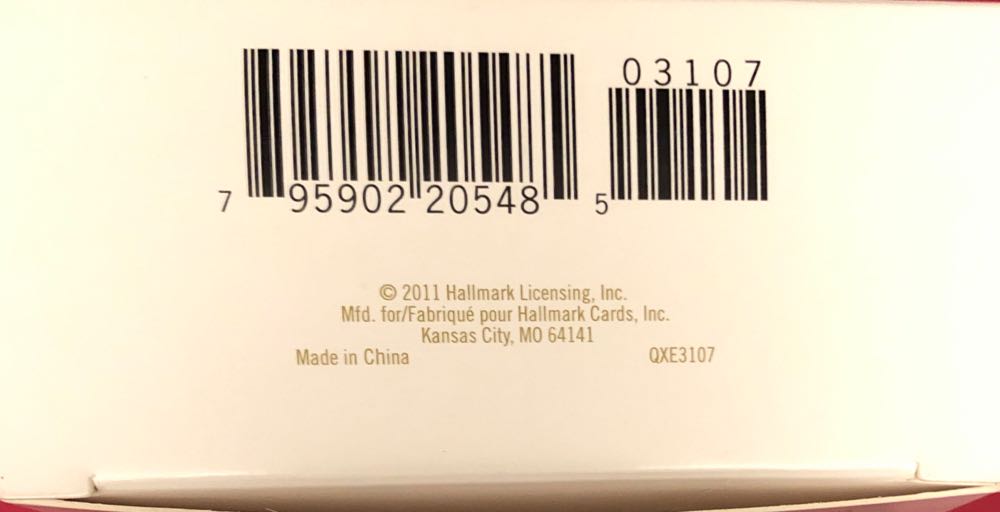 03107
7 95902 20548 5
© 2011 Hallmark Licensing, Inc.
Mfd. for/Fabriqué pour Hallmark Cards, Inc.
Kansas City, MO 64141
Made in China QXE3107